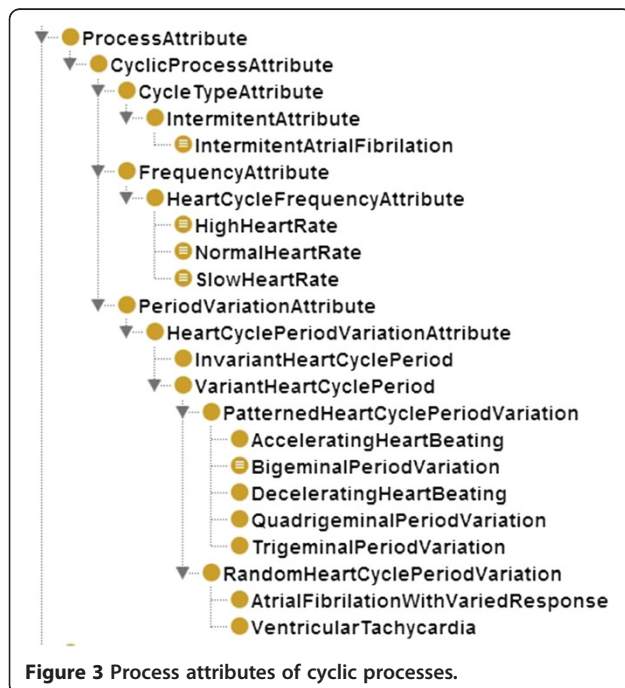 ProcessAttribute
CyclicProcessAttribute
CycleTypeAttribute
IntermitentAttribute
IntermitentAtrialFibrilation
FrequencyAttribute
HeartCycleFrequencyAttribute
HighHeartRate
NormalHeartRate
SlowHeartRate
PeriodVariationAttribute
HeartCyclePeriodVariationAttribute
InvariantHeartCyclePeriod
VariantHeartCyclePeriod
PatternedHeartCyclePeriodVariation
AcceleratingHeartBeating
BigeminalPeriodVariation
DeceleratingHeartBeating
QuadrigeminalPeriodVariation
TrigeminalPeriodVariation
RandomHeartCyclePeriodVariation
AtrialFibrilationWithVariedResponse
VentricularTachycardia
Figure 3 Process attributes of cyclic processes.